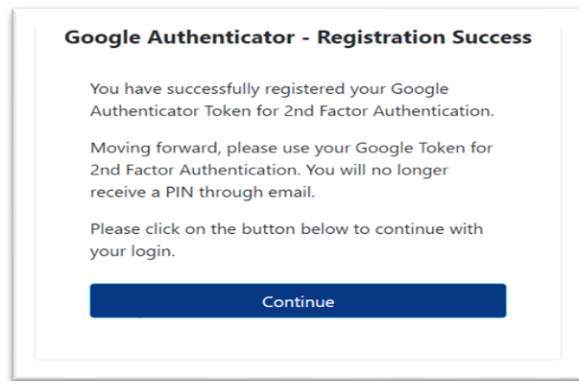 Google Authenticator - Registration Success
You have successfully registered your Google
Authenticator Token for 2nd Factor Authentication.
Moving forward, please use your Google Token for
2nd Factor Authentication. You will no longer
receive a PIN through email.
Please click on the button below to continue with
your login.
Continue